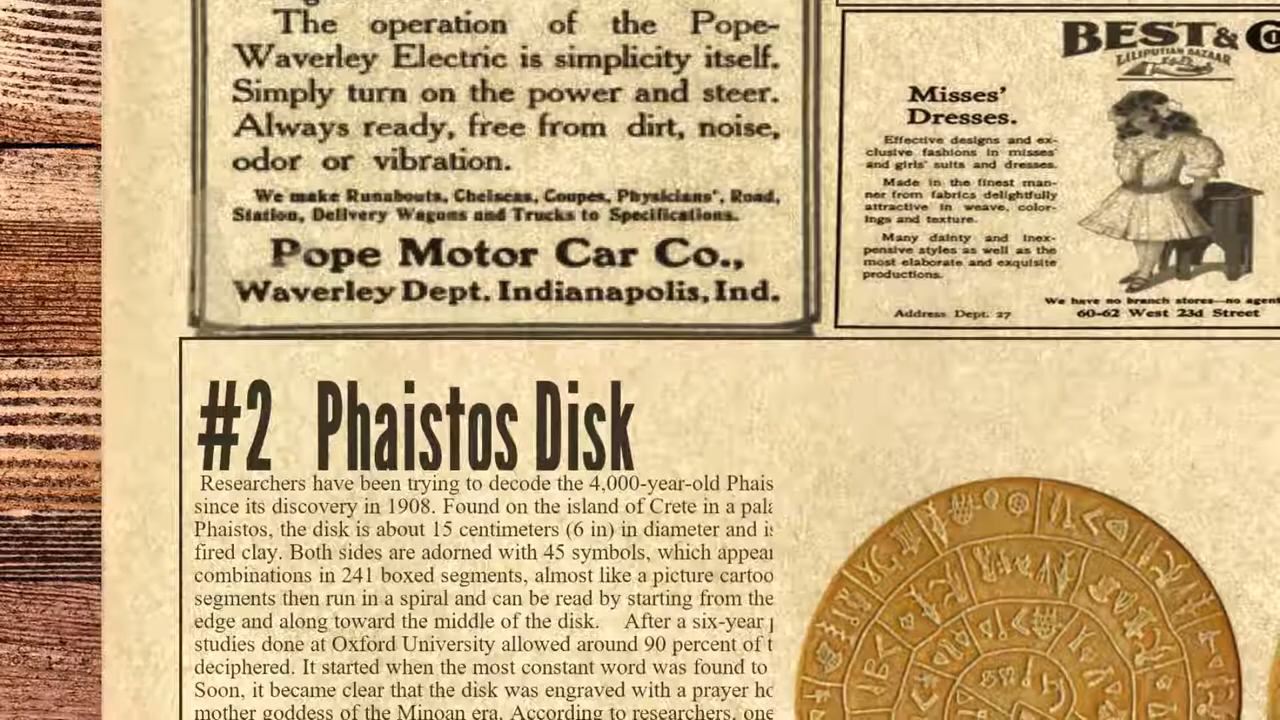 The operation of the Pope-
Waverley Electric is simplicity itself.
Simply turn on the power and steer.
Always ready, free from dirt, noise,
odor or vibration.
We make Runabouts, Chelseas, Coupes, Physicians', Road,
Station, Delivery Wagons and Trucks to Specifications.
Pope Motor Car Co.,
Waverley Dept. Indianapolis, Ind.
BEST & Co
LILIPUTIAN BAZAAR
Misses'
Dresses.
Effective designs and ex-
clusive fashions in misses'
and girls' suits and dresses.
Made in the finest man-
ner from fabrics delightfully
attractive in weave, color-
ings and texture.
Many dainty and inex-
pensive styles as well as the
most elaborate and exquisite
productions.
We have no branch stores—no agent
Address Dept. 27
60-62 West 23d Street
#2 Phaistos Disk
Researchers have been trying to decode the 4,000-year-old Phais
since its discovery in 1908. Found on the island of Crete in a pala
Phaistos, the disk is about 15 centimeters (6 in) in diameter and is
fired clay. Both sides are adorned with 45 symbols, which appear
combinations in 241 boxed segments, almost like a picture cartoo
segments then run in a spiral and can be read by starting from the
edge and along toward the middle of the disk. After a six-year
studies done at Oxford University allowed around 90 percent of t
deciphered. It started when the most constant word was found to
Soon, it became clear that the disk was engraved with a prayer ho
mother goddess of the Minoan era. According to researchers, one